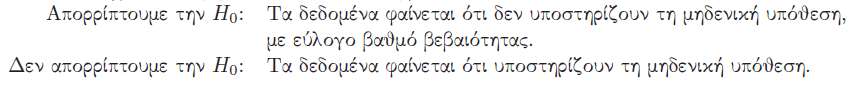 Απορρίπτουμε την H₀: Τα δεδομένα φαίνεται ότι δεν υποστηρίζουν τη μηδενική υπόθεση,
με εύλογο βαθμό βεβαιότητας.
Δεν απορρίπτουμε την H₀: Τα δεδομένα φαίνεται ότι υποστηρίζουν τη μηδενική υπόθεση.